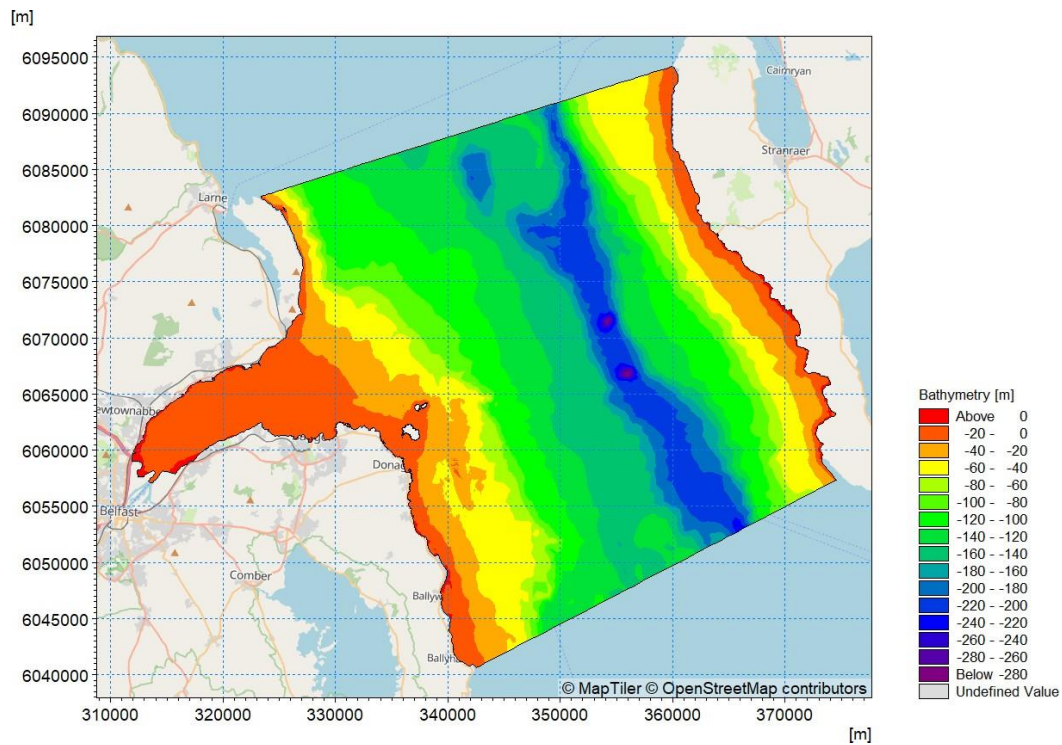 [m]
6095000
6090000
6085000
6080000
6075000
6070000
6065000
6060000
6055000
6050000
6045000
6040000
Cairnryan
Stranraer
Larne
ewtownabbe
Donag
Belfast
Comber
Ballyw
Ballyha
© MapTiler © OpenStreetMap contributors
310000 320000 330000 340000 350000 360000 370000
[m]
Bathymetry [m]
Above 0
-20 - 0
-40 - -20
-60 - -40
-80 - -60
-100 - -80
-120 - -100
-140 - -120
-160 - -140
-180 - -160
-200 - -180
-220 - -200
-240 - -220
-260 - -240
-280 - -260
Below -280
Undefined Value